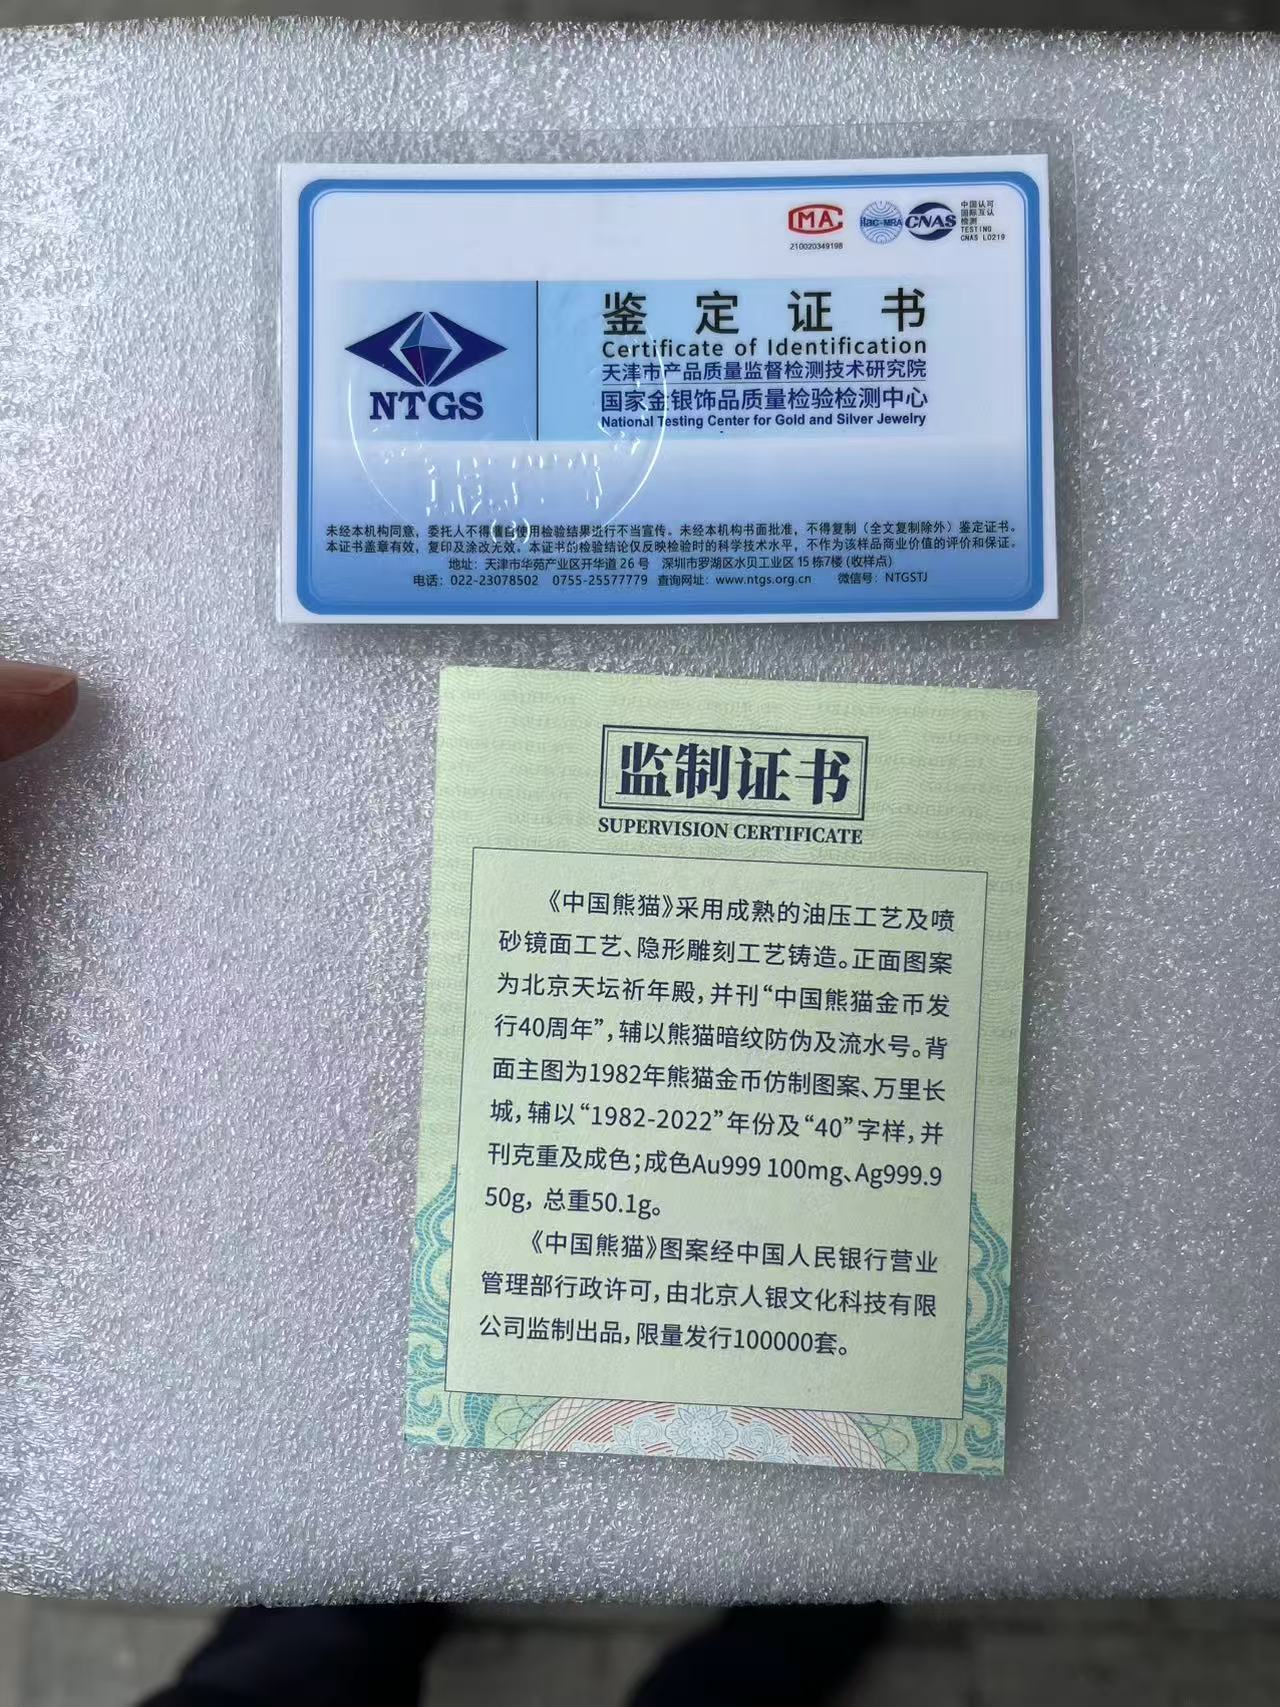 MA
210020349198
ilac-MRA
CNAS
中国认可
国际互认
检测
TESTING
CNAS L0219
NTGS
鉴定证书
Certificate of Identification
天津市产品质量监督检测技术研究院
国家金银饰品质量检验检测中心
National Testing Center for Gold and Silver Jewelry
未经本机构同意，委托人不得擅自使用检验结果进行不当宣传。未经本机构书面批准，不得复制（全文复制除外）鉴定证书。
本证书盖章有效，复印及涂改无效。本证书的检验结论仅反映检验时的科学技术水平，不作为该样品商业价值的评价和保证。
地址：天津市华苑产业区开华道 26 号 深圳市罗湖区水贝工业区 15 栋7楼 (收样点)
电话：022-23078502 0755-25577779 查询网址：www.ntgs.org.cn 微信号：NTGSTJ
监制证书
SUPERVISION CERTIFICATE
《中国熊猫》采用成熟的油压工艺及喷
砂镜面工艺、隐形雕刻工艺铸造。正面图案
为北京天坛祈年殿，并刊“中国熊猫金币发
行40周年”，辅以熊猫暗纹防伪及流水号。背
面主图为1982年熊猫金币仿制图案、万里长
城，辅以“1982-2022”年份及“40”字样，并
刊克重及成色；成色Au999 100mg、Ag999.9
50g，总重50.1g。
《中国熊猫》图案经中国人民银行营业
管理部行政许可，由北京人银文化科技有限
公司监制出品，限量发行100000套。